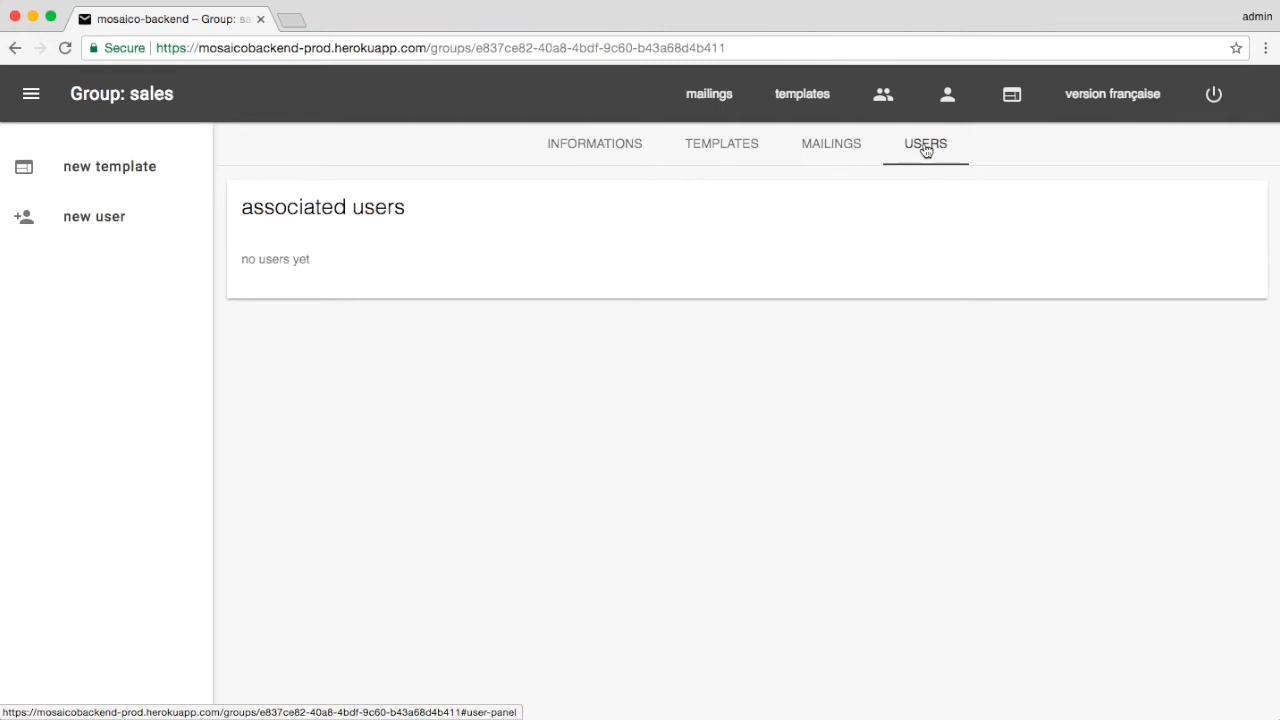 mosaico-backend – Group: sa
admin
Secure https://mosaicobackend-prod.herokuapp.com/groups/e837ce82-40a8-4bdf-9c60-b43a68d4b411
Group: sales
mailings
templates
version française
new template
new user
INFORMATIONS
TEMPLATES
MAILINGS
USERS
associated users
no users yet
https://mosaicobackend-prod.herokuapp.com/groups/e837ce82-40a8-4bdf-9c60-b43a68d4b411#user-panel